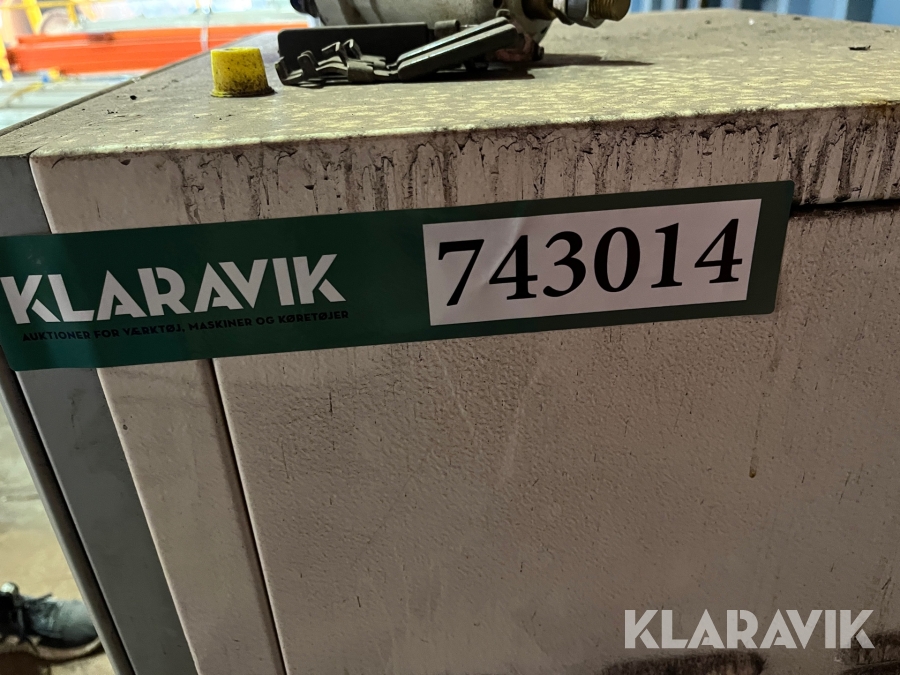 KLARAVIK
AUKTIONER FOR VÆRKTØJ, MASKINER OG KØRETØJER
743014
KLARAVIK